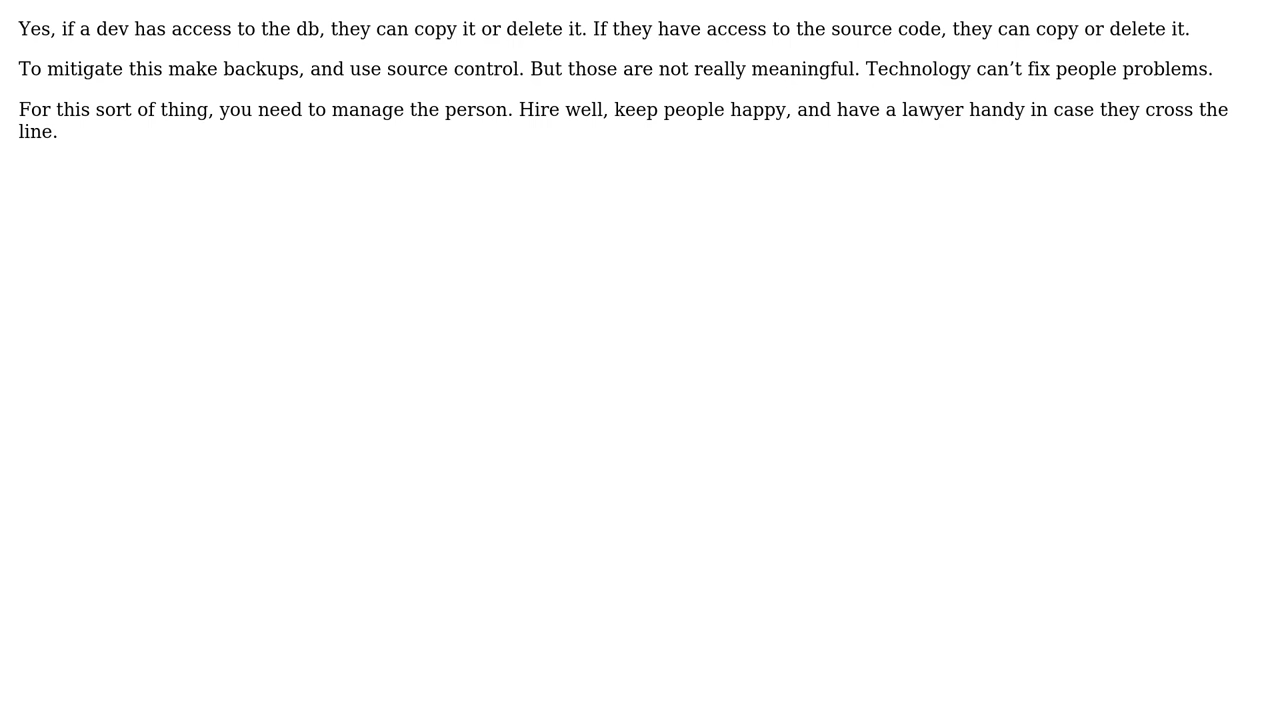 Yes, if a dev has access to the db, they can copy it or delete it. If they have access to the source code, they can copy or delete it.
To mitigate this make backups, and use source control. But those are not really meaningful. Technology can’t fix people problems.
For this sort of thing, you need to manage the person. Hire well, keep people happy, and have a lawyer handy in case they cross the
line.